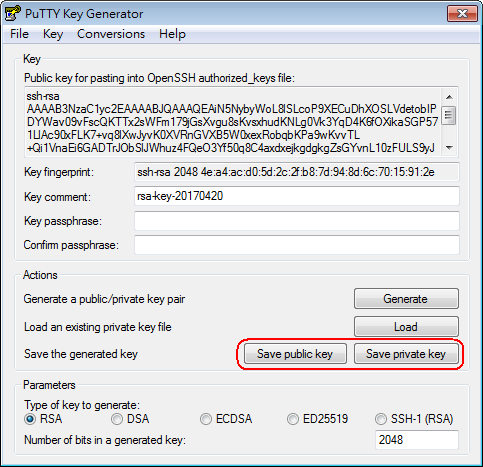 PuTTY Key Generator
File Key Conversions Help
Key
Public key for pasting into OpenSSH authorized_keys file:
ssh-rsa
AAAAB3NzaC1yc2EAAAABJQAAAQEAiN5NybyWoL8lSLcoP9XECuDhXOSLVdetobIP
DYWav09vFscQKTTx2sWFm179jGsXvgu8sKvsxhudKNLg0Vk3YqD4K6fOXikaSGP57
1LlAc90xFLK7+vq8lXwJyvK0XVRnGVXB5W0xexRobqbKPa9wKvvTL
+Qi1VnaEi6GADTrJObSlJWhuz4FQeO3Yf50q8C4axdxejkgdgkgZsGYvnL10zFULS9yJ
Key fingerprint: ssh-rsa 2048 4e:a4:ac:d0:5d:2c:2f:b8:7d:94:8d:6c:70:15:91:2e
Key comment: rsa-key-20170420
Key passphrase:
Confirm passphrase:
Actions
Generate a public/private key pair Generate
Load an existing private key file Load
Save the generated key Save public key Save private key
Parameters
Type of key to generate:
RSA DSA ECDSA ED25519 SSH-1 (RSA)
Number of bits in a generated key: 2048